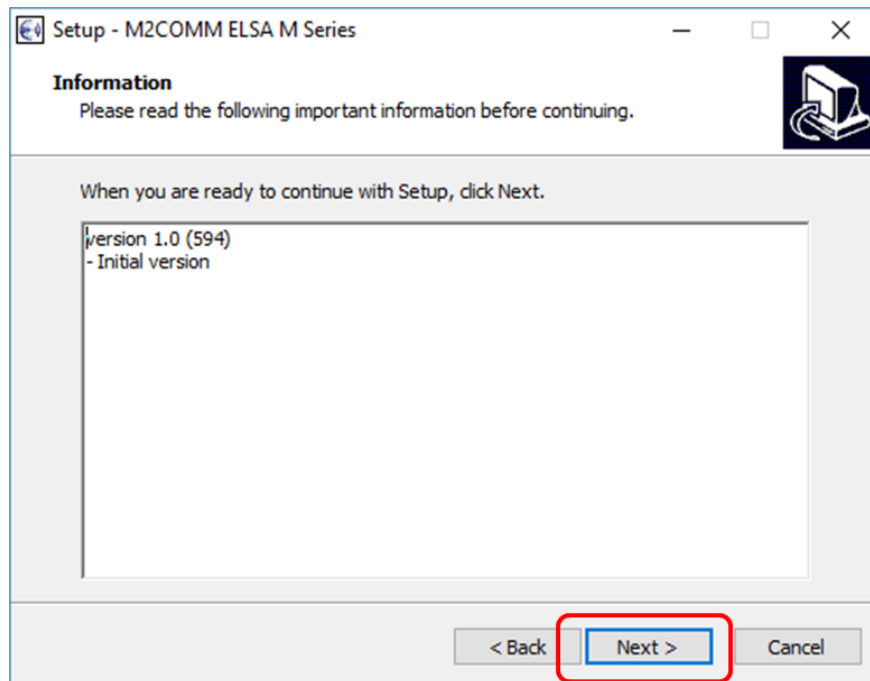 Setup - M2COMM ELSA M Series
Information
Please read the following important information before continuing.
When you are ready to continue with Setup, click Next.
version 1.0 (594)
- Initial version
< Back
Next >
Cancel